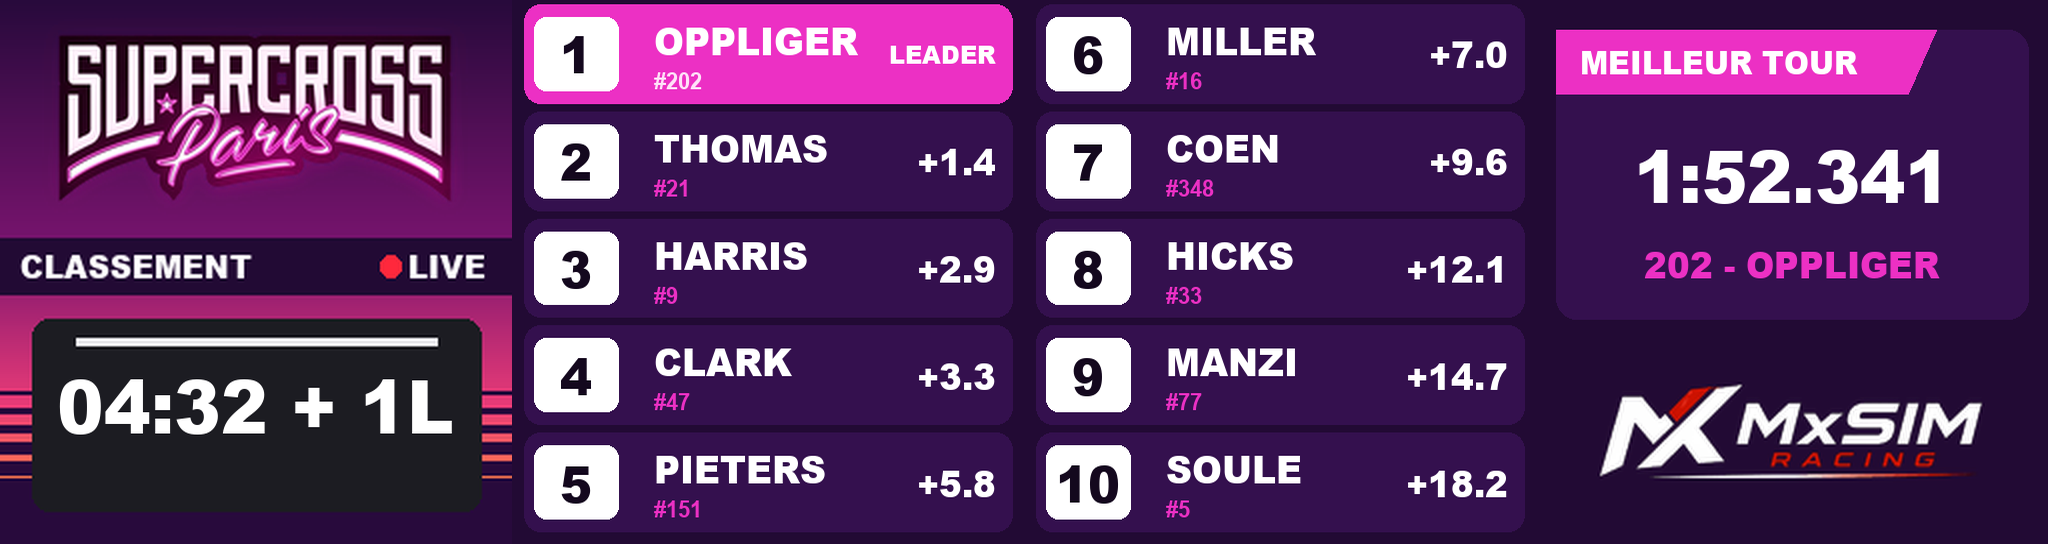 SUPERCROSS
Paris
CLASSEMENT
LIVE
04:32 + 1L
1
OPPLIGER
#202
LEADER
2
THOMAS
#21
+1.4
3
HARRIS
#9
+2.9
4
CLARK
#47
+3.3
5
PIETERS
#151
+5.8
6
MILLER
#16
+7.0
7
COEN
#348
+9.6
8
HICKS
#33
+12.1
9
MANZI
#77
+14.7
10
SOULE
#5
+18.2
MEILLEUR TOUR
1:52.341
202 - OPPLIGER
MX MxSIM
RACING